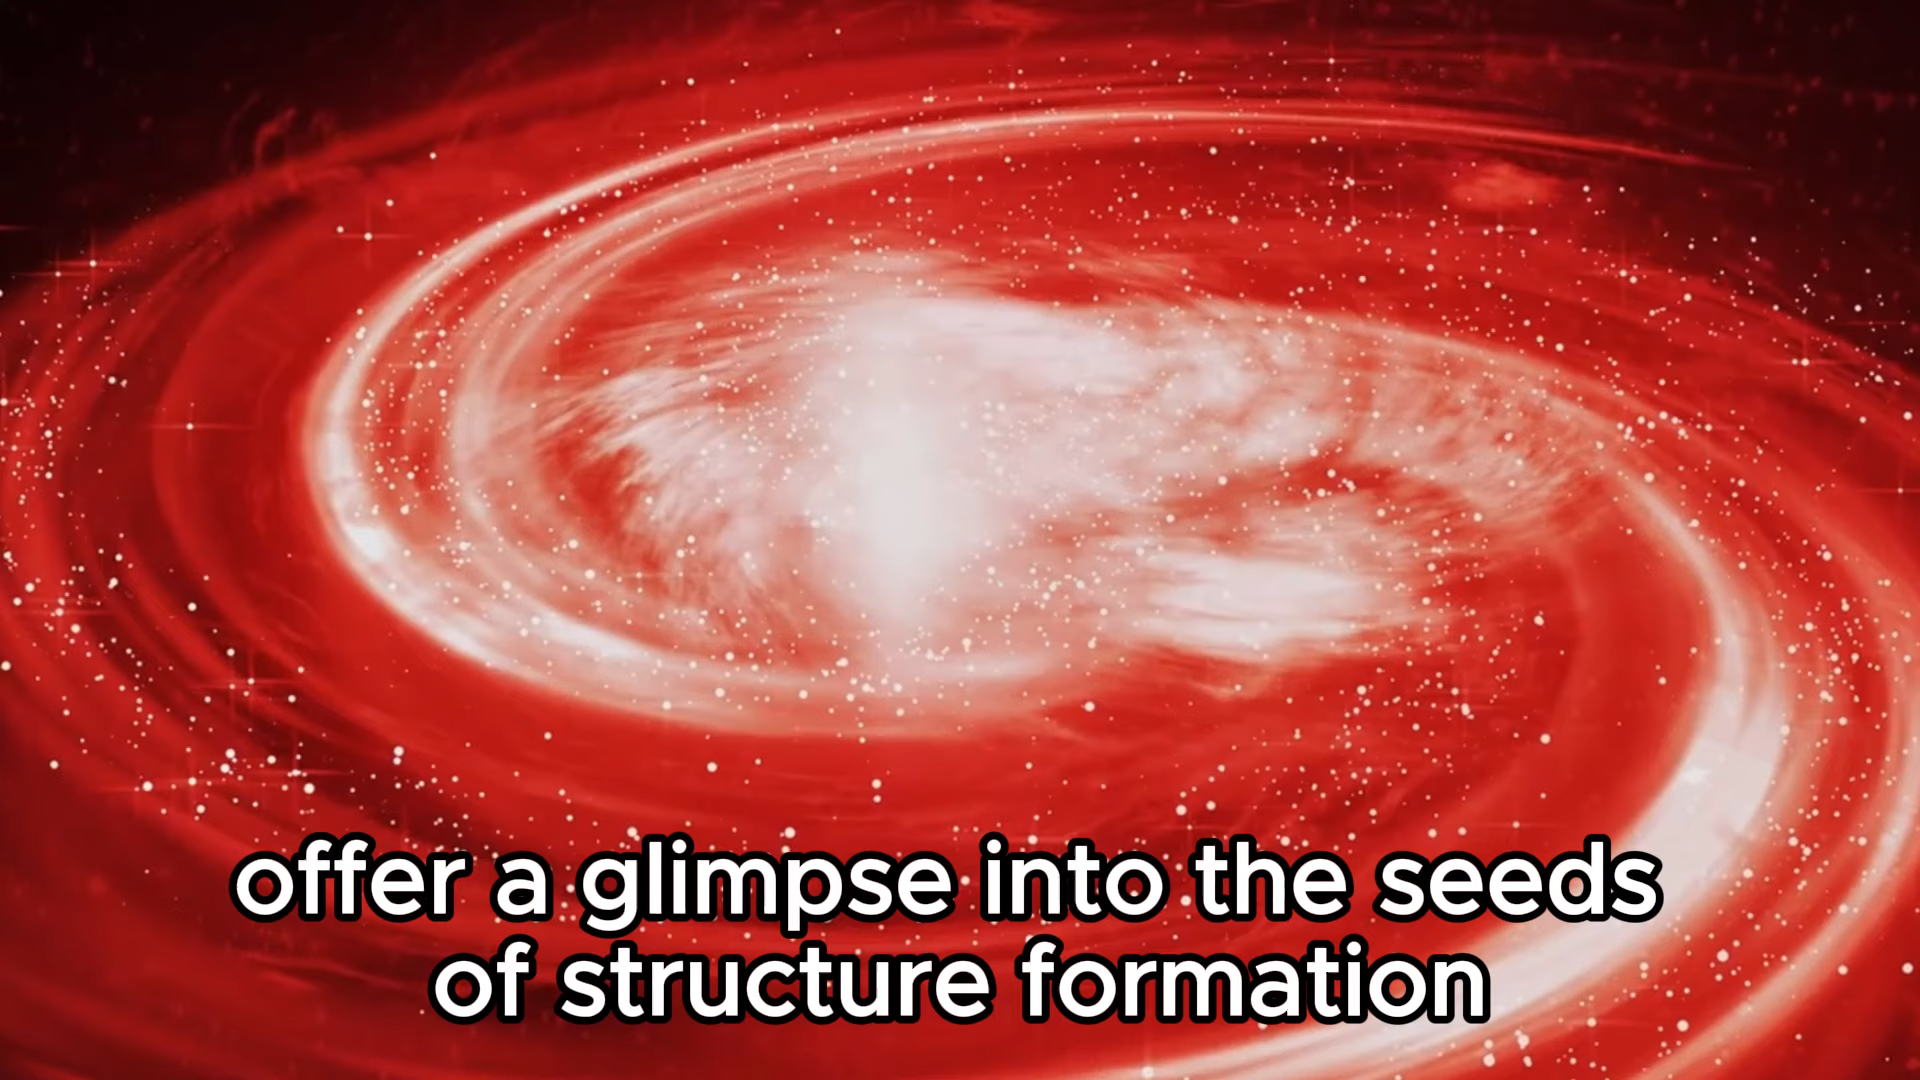 offer a glimpse into the seeds
of structure formation